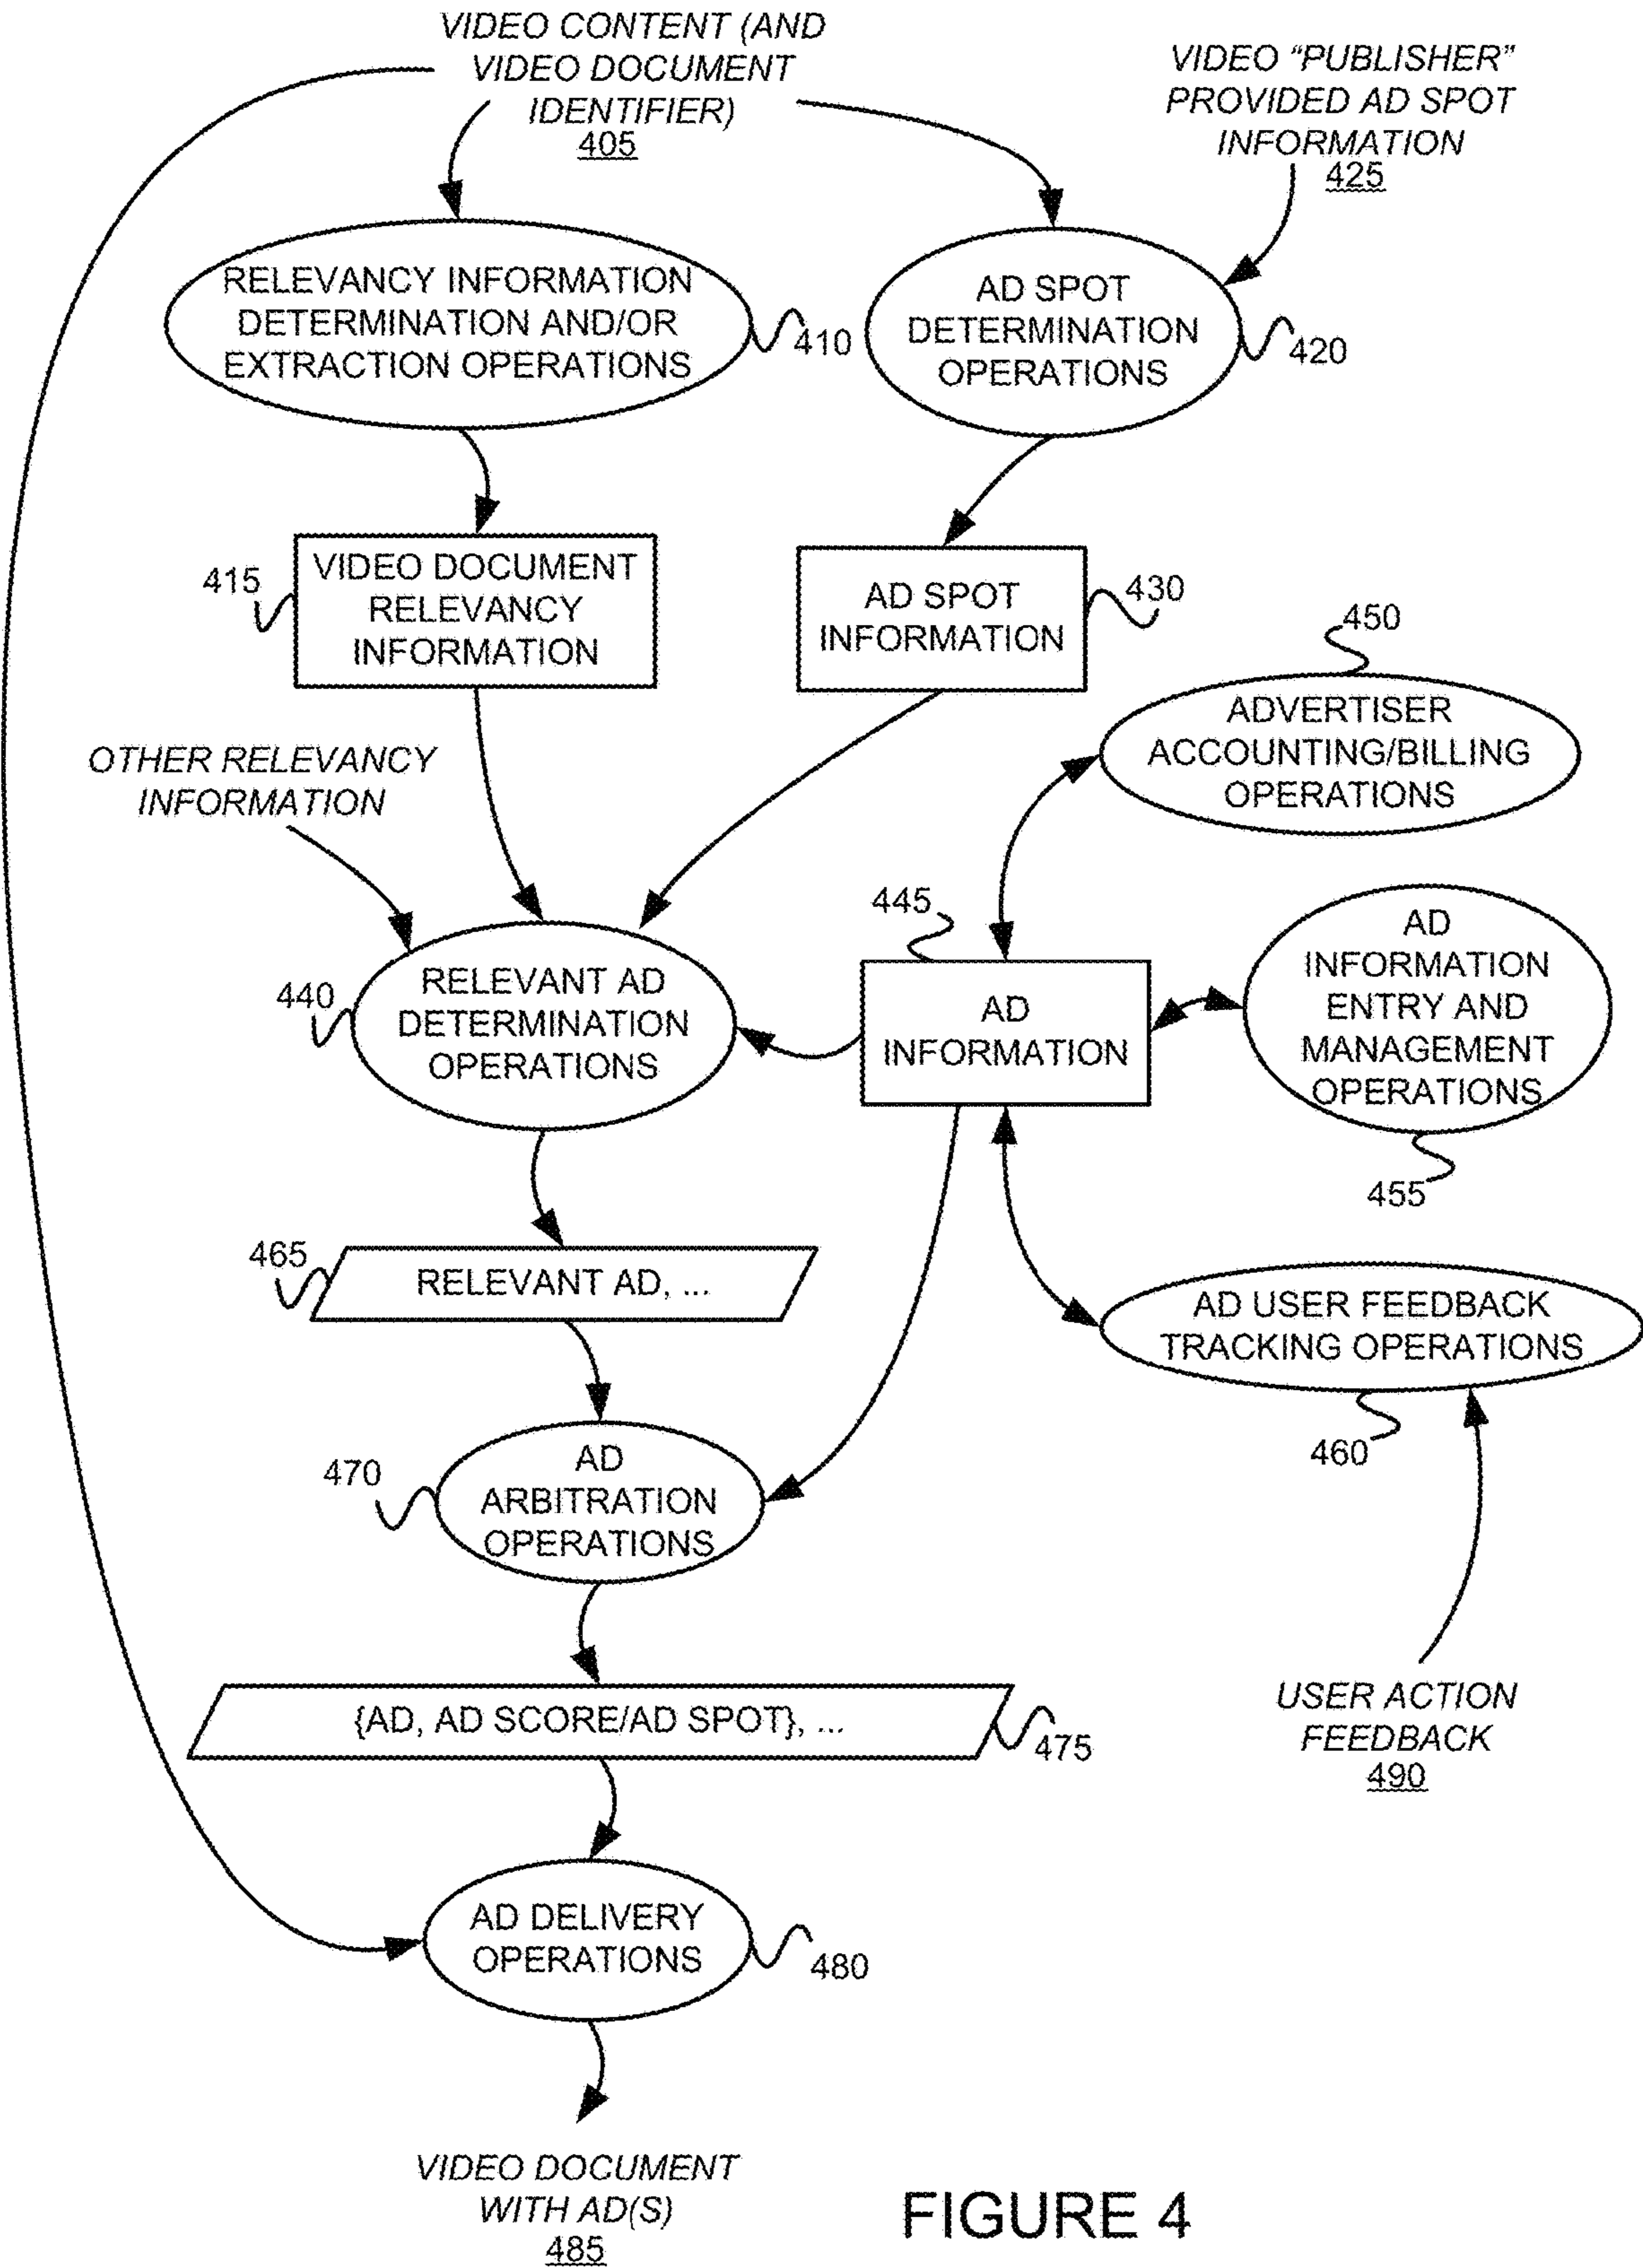 VIDEO CONTENT (AND
VIDEO DOCUMENT
IDENTIFIER)
405
VIDEO “PUBLISHER”
PROVIDED AD SPOT
INFORMATION
425
RELEVANCY INFORMATION
DETERMINATION AND/OR
EXTRACTION OPERATIONS
410
AD SPOT
DETERMINATION
OPERATIONS
420
415
VIDEO DOCUMENT
RELEVANCY
INFORMATION
AD SPOT
INFORMATION
430
450
ADVERTISER
ACCOUNTING/BILLING
OPERATIONS
OTHER RELEVANCY
INFORMATION
445
AD
INFORMATION
ENTRY AND
MANAGEMENT
OPERATIONS
455
440
RELEVANT AD
DETERMINATION
OPERATIONS
AD
INFORMATION
465
RELEVANT AD, ...
AD USER FEEDBACK
TRACKING OPERATIONS
460
470
AD
ARBITRATION
OPERATIONS
{AD, AD SCORE/AD SPOT}, ...
475
USER ACTION
FEEDBACK
490
AD DELIVERY
OPERATIONS
480
VIDEO DOCUMENT
WITH AD(S)
485
FIGURE 4